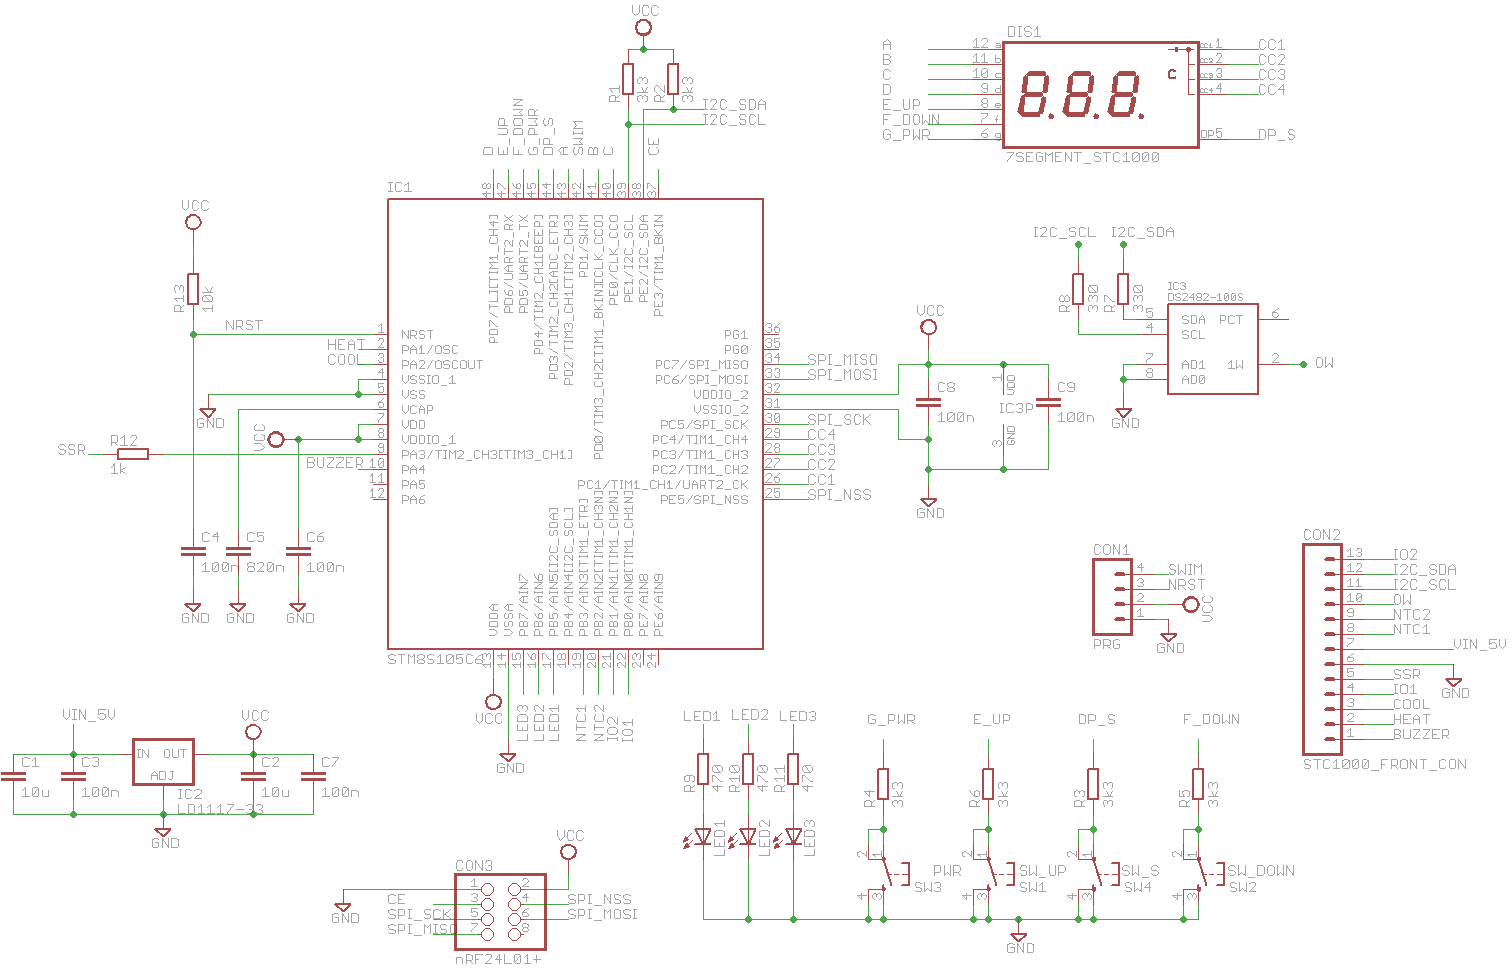 VCC
R1
3k3
R2
3k3
I2C_SDA
I2C_SCL
D
E_UP
F_DOWN
G_PWR
DP_S
A
SWIM
B
C
CE
48
47
46
45
44
43
42
41
40
39
38
37
DIS1
A 12 a
B 11 b
C 10 c
D 9 d
E_UP 8 e
F_DOWN 7 f
G_PWR 6 g
8.8.8.
C
1 CC1
2 CC2
3 CC3
4 CC4
DP 5 DP_S
7SEGMENT_STC1000
IC1
PD7/TLI[TIM1_CH4]
PD6/UART2_RX
PD5/UART2_TX
PD4/TIM2_CH1[BEEP]
PD3/TIM2_CH2[ADC_ETR]
PD2/TIM3_CH1[TIM2_CH3]
PD1/SWIM
PD0/TIM3_CH2[TIM1_BKIN][CLK_CCO]
PE0/CLK_CCO
PE1/I2C_SCL
PE2/I2C_SDA
PE3/TIM1_BKIN
VCC
R13
10k
NRST 1 NRST
HEAT 2 PA1/OSC
COOL 3 PA2/OSCOUT
4 VSSIO_1
5 VSS
6 VCAP
7 VDD
8 VDDIO_1
9 PA3/TIM2_CH3[TIM3_CH1]
BUZZER 10 PA4
11 PA5
12 PA6
GND
VCC
SSR
R12
1k
PG1 36
PG0 35
PC7/SPI_MISO 34 SPI_MISO
PC6/SPI_MOSI 33 SPI_MOSI
VDDIO_2 32
VSSIO_2 31
PC5/SPI_SCK 30 SPI_SCK
PC4/TIM1_CH4 29 CC4
PC3/TIM1_CH3 28 CC3
PC2/TIM1_CH2 27 CC2
PC1/TIM1_CH1/UART2_CK 26 CC1
PE5/SPI_NSS 25 SPI_NSS
VCC
C8
100n
1
VDD
IC3P
3
GND
C9
100n
GND
I2C_SCL
I2C_SDA
R8
330
R7
330
IC3
DS2482-100S
5 SDA
4 SCL
7 AD1
8 AD0
PCT 6
1W 2 OW
GND
C4
100n
C5
820n
C6
100n
GND
GND
GND
VDDA
VSSA
PB7/AIN7
PB6/AIN6
PB5/AIN5[I2C_SDA]
PB4/AIN4[I2C_SCL]
PB3/AIN3[TIM1_ETR]
PB2/AIN2[TIM1_CH3N]
PB1/AIN1[TIM1_CH2N]
PB0/AIN0[TIM1_CH1N]
PE7/AIN8
PE6/AIN9
STM8S105C6
13
14
15
16
17
18
19
20
21
22
23
24
VCC
GND
LED3
LED2
LED1
NTC1
NTC2
IO2
IO1
CON1
4 SWIM
3 NRST
2
1
VCC
GND
PRG
CON2
13 IO2
12 I2C_SDA
11 I2C_SCL
10 OW
9 NTC2
8 NTC1
7 VIN_5V
6
5 SSR
4 IO1
3 COOL
2 HEAT
1 BUZZER
GND
STC1000_FRONT_CON
VIN_5V
VCC
C1
10u
C3
100n
IN OUT
ADJ
IC2
LD1117-33
C2
10u
C7
100n
GND
LED1
LED2
LED3
R9
470
R10
470
R11
470
LED1
LED2
LED3
G_PWR
E_UP
DP_S
F_DOWN
R4
3k3
R6
3k3
R3
3k3
R5
3k3
2 1
4 3
PWR
SW3
2 1
4 3
SW_UP
SW1
2 1
4 3
SW_S
SW4
2 1
4 3
SW_DOWN
SW2
GND
VCC
CON3
1 2
CE 3 4 SPI_NSS
SPI_SCK 5 6 SPI_MOSI
SPI_MISO 7 8
GND
nRF24L01+